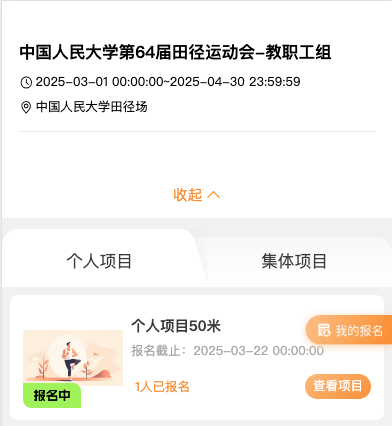 中国人民大学第64届田径运动会-教职工组
2025-03-01 00:00:00~2025-04-30 23:59:59
中国人民大学田径场
收起
个人项目
集体项目
个人项目50米
我的报名
报名截止：2025-03-22 00:00:00
报名中
1人已报名
查看项目